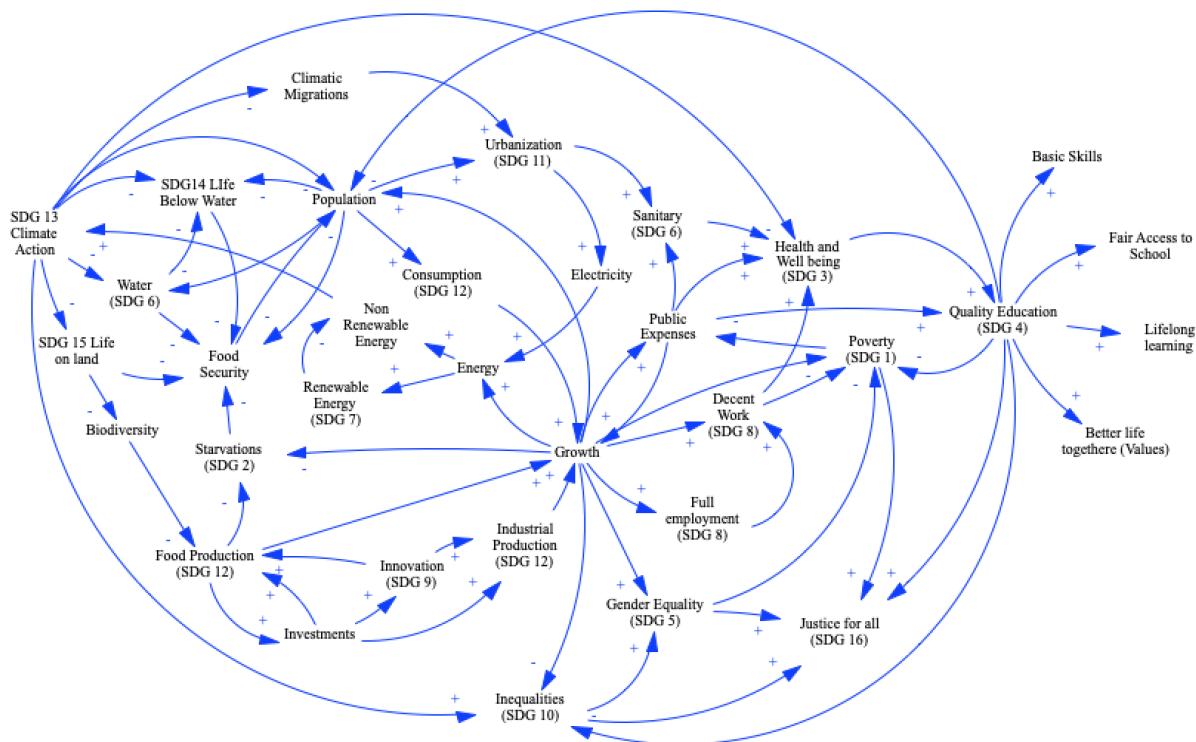 Climatic
Migrations
Urbanization
(SDG 11)
Basic Skills
SDG14 LIfe
Below Water
Population
SDG 13
Climate
Action
Sanitary
(SDG 6)
Health and
Well being
(SDG 3)
Fair Access to
School
Water
(SDG 6)
Consumption
(SDG 12)
Electricity
Non
Renewable
Energy
Public
Expenses
Quality Education
(SDG 4)
Lifelong
learning
SDG 15 Life
on land
Food
Security
Poverty
(SDG 1)
Energy
Renewable
Energy
(SDG 7)
Decent
Work
(SDG 8)
Biodiversity
Starvations
(SDG 2)
Growth
Better life
togethere (Values)
Full
employment
(SDG 8)
Industrial
Production
(SDG 12)
Food Production
(SDG 12)
Innovation
(SDG 9)
Investments
Gender Equality
(SDG 5)
Justice for all
(SDG 16)
Inequalities
(SDG 10)